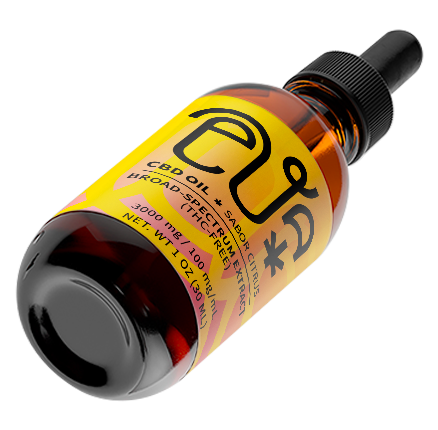 CBD OIL * SABOR CITRUS
BROAD-SPECTRUM EXTRACT
(THC-FREE)
3000 mg / 100 mg/mL
NET. WT 1 OZ (30 ML)